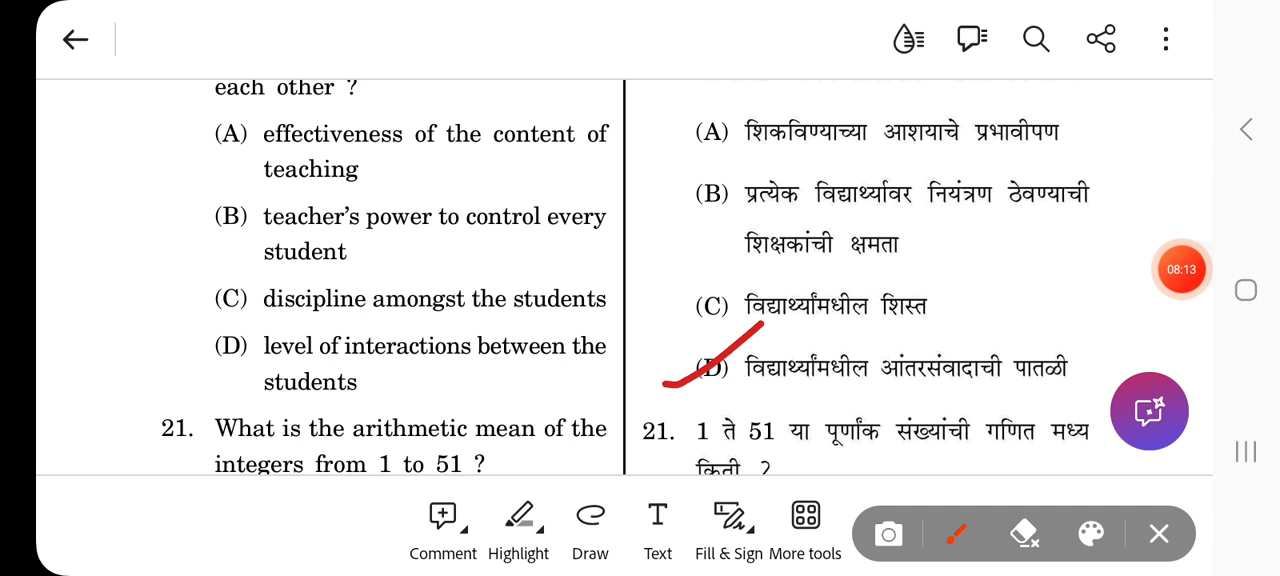 each other ?
(A) effectiveness of the content of
teaching
(B) teacher's power to control every
student
(C) discipline amongst the students
(D) level of interactions between the
students
21. What is the arithmetic mean of the
integers from 1 to 51 ?
(A) शिकविण्याच्या आशयाचे प्रभावीपण
(B) प्रत्येक विद्यार्थ्यावर नियंत्रण ठेवण्याची
शिक्षकांची क्षमता
(C) विद्यार्थ्यांमधील शिस्त
(D) विद्यार्थ्यांमधील आंतरसंवादाची पातळी
21. 1 ते 51 या पूर्णांक संख्यांची गणित मध्य
किती ?
08:13
Comment Highlight Draw Text Fill & Sign More tools